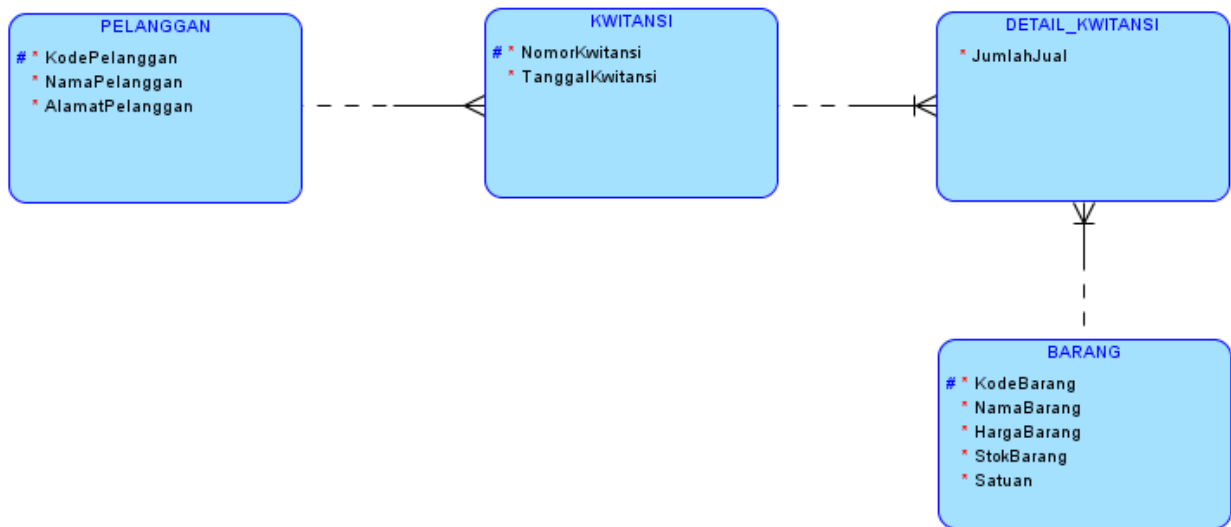 PELANGGAN
# * KodePelanggan
* NamaPelanggan
* AlamatPelanggan
KWITANSI
# * NomorKwitansi
* TanggalKwitansi
DETAIL_KWITANSI
* JumlahJual
BARANG
# * KodeBarang
* NamaBarang
* HargaBarang
* StokBarang
* Satuan